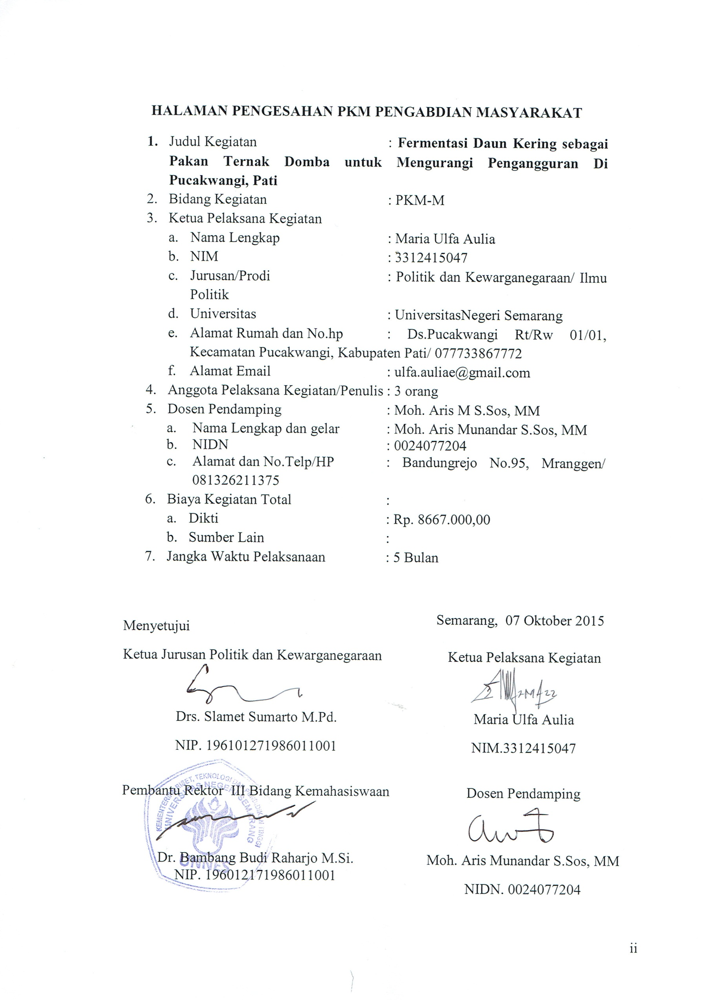 HALAMAN PENGESAHAN PKM PENGABDIAN MASYARAKAT
1. Judul Kegiatan : Fermentasi Daun Kering sebagai
Pakan Ternak Domba untuk Mengurangi Pengangguran Di
Pucakwangi, Pati
2. Bidang Kegiatan : PKM-M
3. Ketua Pelaksana Kegiatan
a. Nama Lengkap : Maria Ulfa Aulia
b. NIM : 3312415047
c. Jurusan/Prodi : Politik dan Kewarganegaraan/ Ilmu
Politik
d. Universitas : UniversitasNegeri Semarang
e. Alamat Rumah dan No.hp : Ds.Pucakwangi Rt/Rw 01/01,
Kecamatan Pucakwangi, Kabupaten Pati/ 077733867772
f. Alamat Email : ulfa.auliae@gmail.com
4. Anggota Pelaksana Kegiatan/Penulis : 3 orang
5. Dosen Pendamping : Moh. Aris M S.Sos, MM
a. Nama Lengkap dan gelar : Moh. Aris Munandar S.Sos, MM
b. NIDN : 0024077204
c. Alamat dan No.Telp/HP : Bandungrejo No.95, Mranggen/
081326211375
6. Biaya Kegiatan Total :
a. Dikti : Rp. 8667.000,00
b. Sumber Lain :
7. Jangka Waktu Pelaksanaan : 5 Bulan
Menyetujui
Semarang, 07 Oktober 2015
Ketua Jurusan Politik dan Kewarganegaraan
Ketua Pelaksana Kegiatan
Drs. Slamet Sumarto M.Pd.
Maria Ulfa Aulia
NIP. 196101271986011001
NIM.3312415047
KEMENTERIAN RISET, TEKNOLOGI DAN PENDIDIKAN TINGGI
UNIVERSITAS NEGERI SEMARANG
UNNES
Pembantu Rektor III Bidang Kemahasiswaan
Dosen Pendamping
Dr. Bambang Budi Raharjo M.Si.
Moh. Aris Munandar S.Sos, MM
NIP. 196012171986011001
NIDN. 0024077204
ii